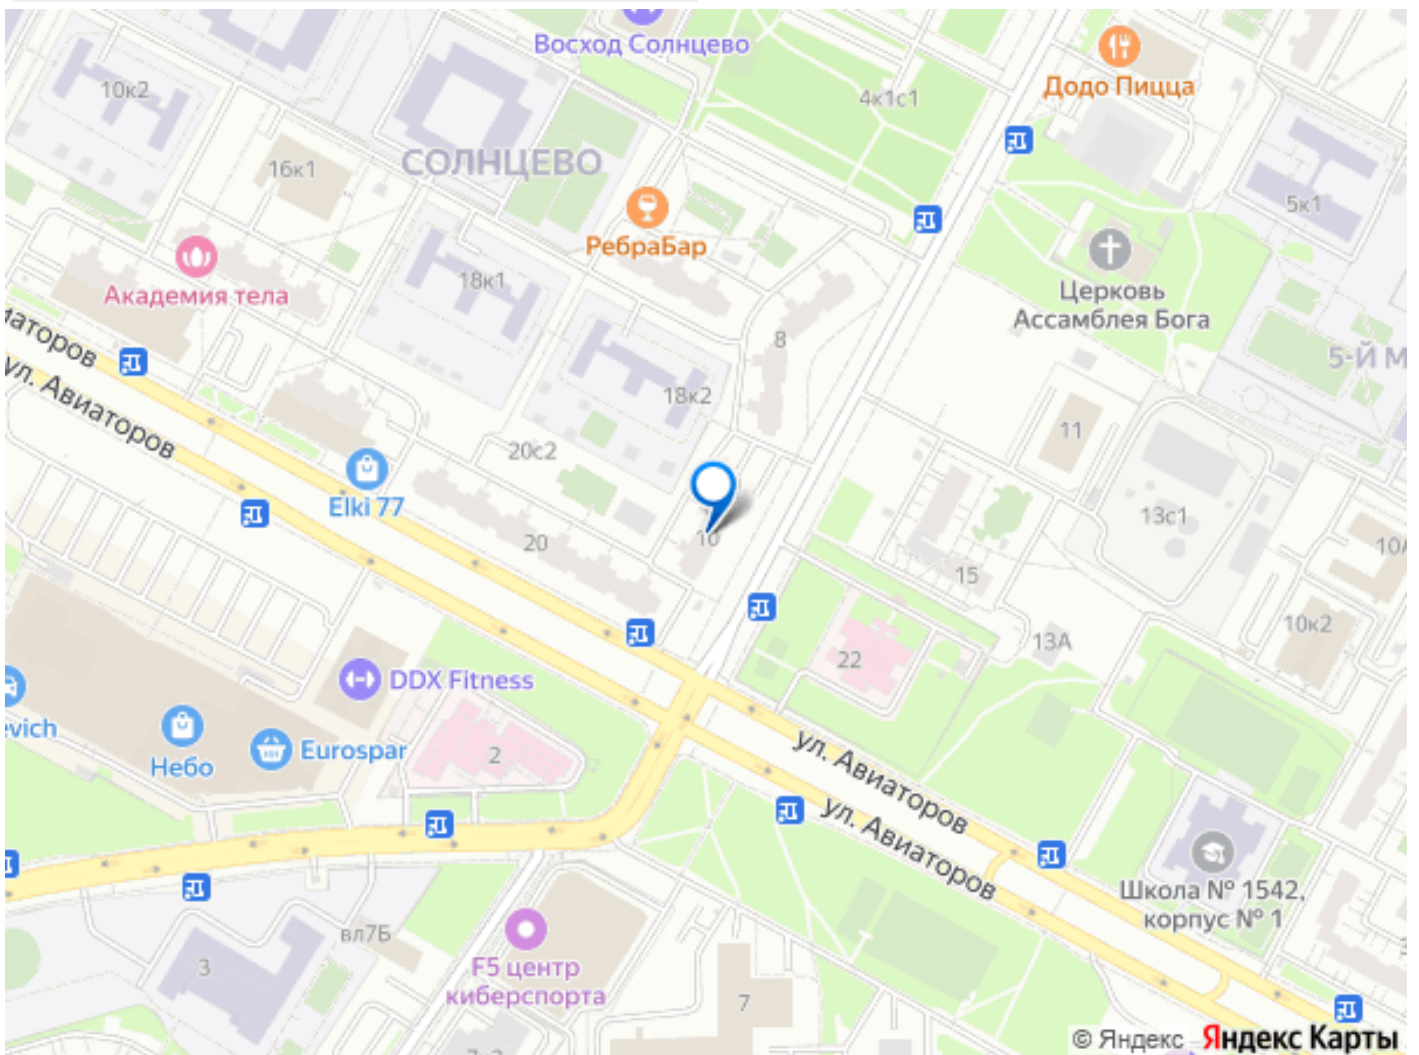 Восход Солнцево
Додо Пицца
10к2
4к1с1
16к1
СОЛНЦЕВО
5к1
РебраБар
Церковь
Ассамблея Бога
Академия тела
18к1
8
5-Й М
18к2
ул. Авиаторов
11
20с2
Elki 77
13с1
20
10
15
10к2
13А
22
DDX Fitness
evich
Небо
Eurospar
2
ул. Авиаторов
ул. Авиаторов
Школа № 1542,
корпус № 1
вл7Б
3
F5 центр
киберспорта
7
© Яндекс Яндекс Карты